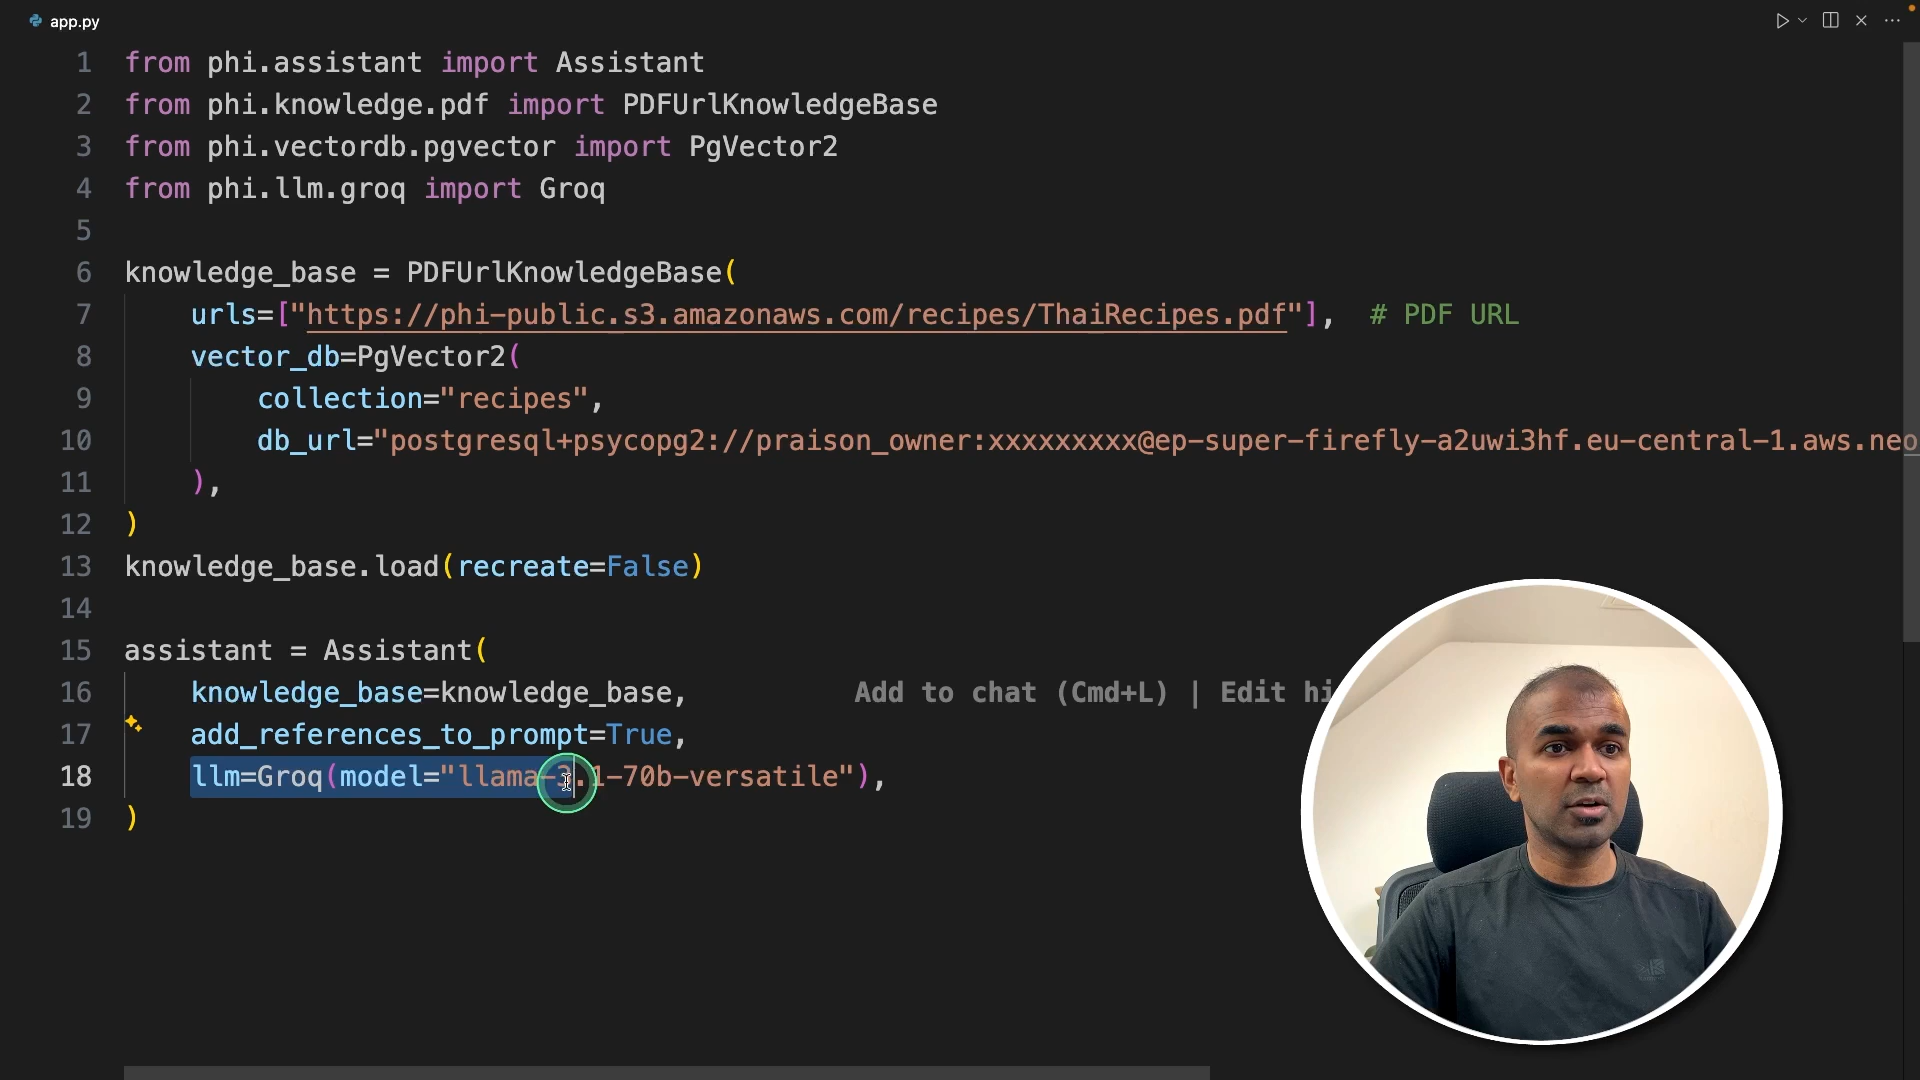 app.py
1 from phi.assistant import Assistant
2 from phi.knowledge.pdf import PDFUrlKnowledgeBase
3 from phi.vectordb.pgvector import PgVector2
4 from phi.llm.groq import Groq
5
6 knowledge_base = PDFUrlKnowledgeBase(
7     urls=["https://phi-public.s3.amazonaws.com/recipes/ThaiRecipes.pdf"],  # PDF URL
8     vector_db=PgVector2(
9         collection="recipes",
10         db_url="postgresql+psycopg2://praison_owner:xxxxxxxxx@ep-super-firefly-a2uwi3hf.eu-central-1.aws.neo
11     ),
12 )
13 knowledge_base.load(recreate=False)
14
15 assistant = Assistant(
16     knowledge_base=knowledge_base, Add to chat (Cmd+L) | Edit hi
17     add_references_to_prompt=True,
18     llm=Groq(model="llama-3.1-70b-versatile"),
19 )